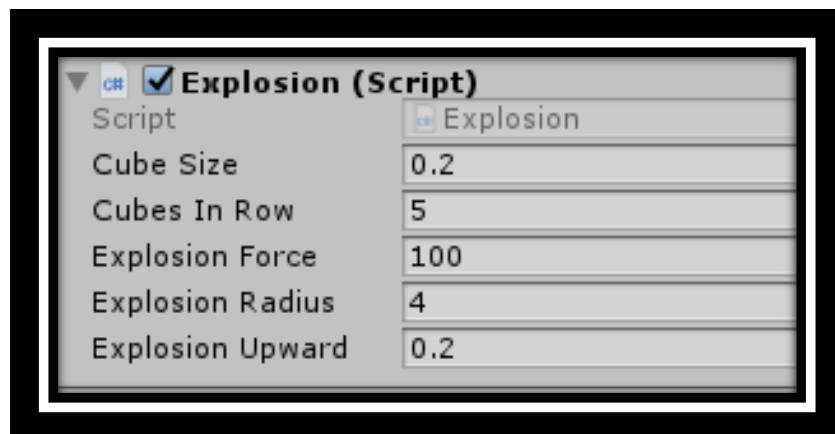 c# Explosion (Script)
Script Explosion
Cube Size 0.2
Cubes In Row 5
Explosion Force 100
Explosion Radius 4
Explosion Upward 0.2